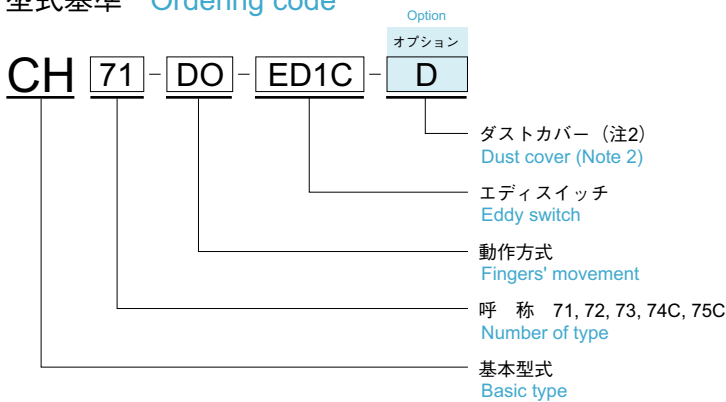 型式基準 Ordering code
Option
オプション
CH 71 - DO - ED1C - D
ダストカバー（注2）
Dust cover (Note 2)
エディスイッチ
Eddy switch
動作方式
Fingers' movement
呼　称　71, 72, 73, 74C, 75C
Number of type
基本型式
Basic type